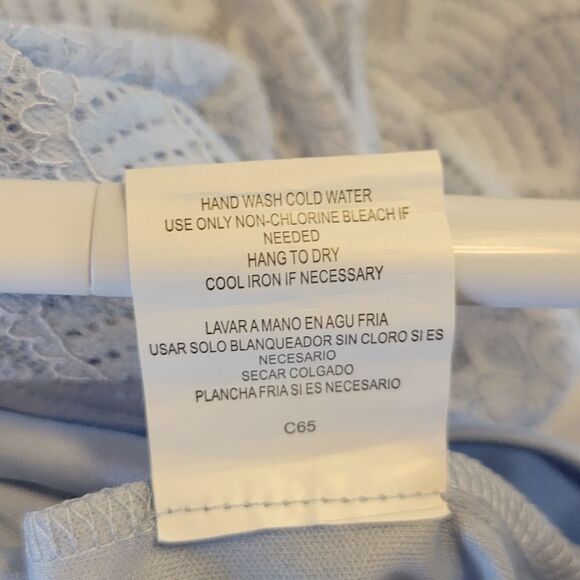 HAND WASH COLD WATER
USE ONLY NON-CHLORINE BLEACH IF
NEEDED
HANG TO DRY
COOL IRON IF NECESSARY
LAVAR A MANO EN AGU FRIA
USAR SOLO BLANQUEADOR SIN CLORO SI ES
NECESARIO
SECAR COLGADO
PLANCHA FRIA SI ES NECESARIO
C65